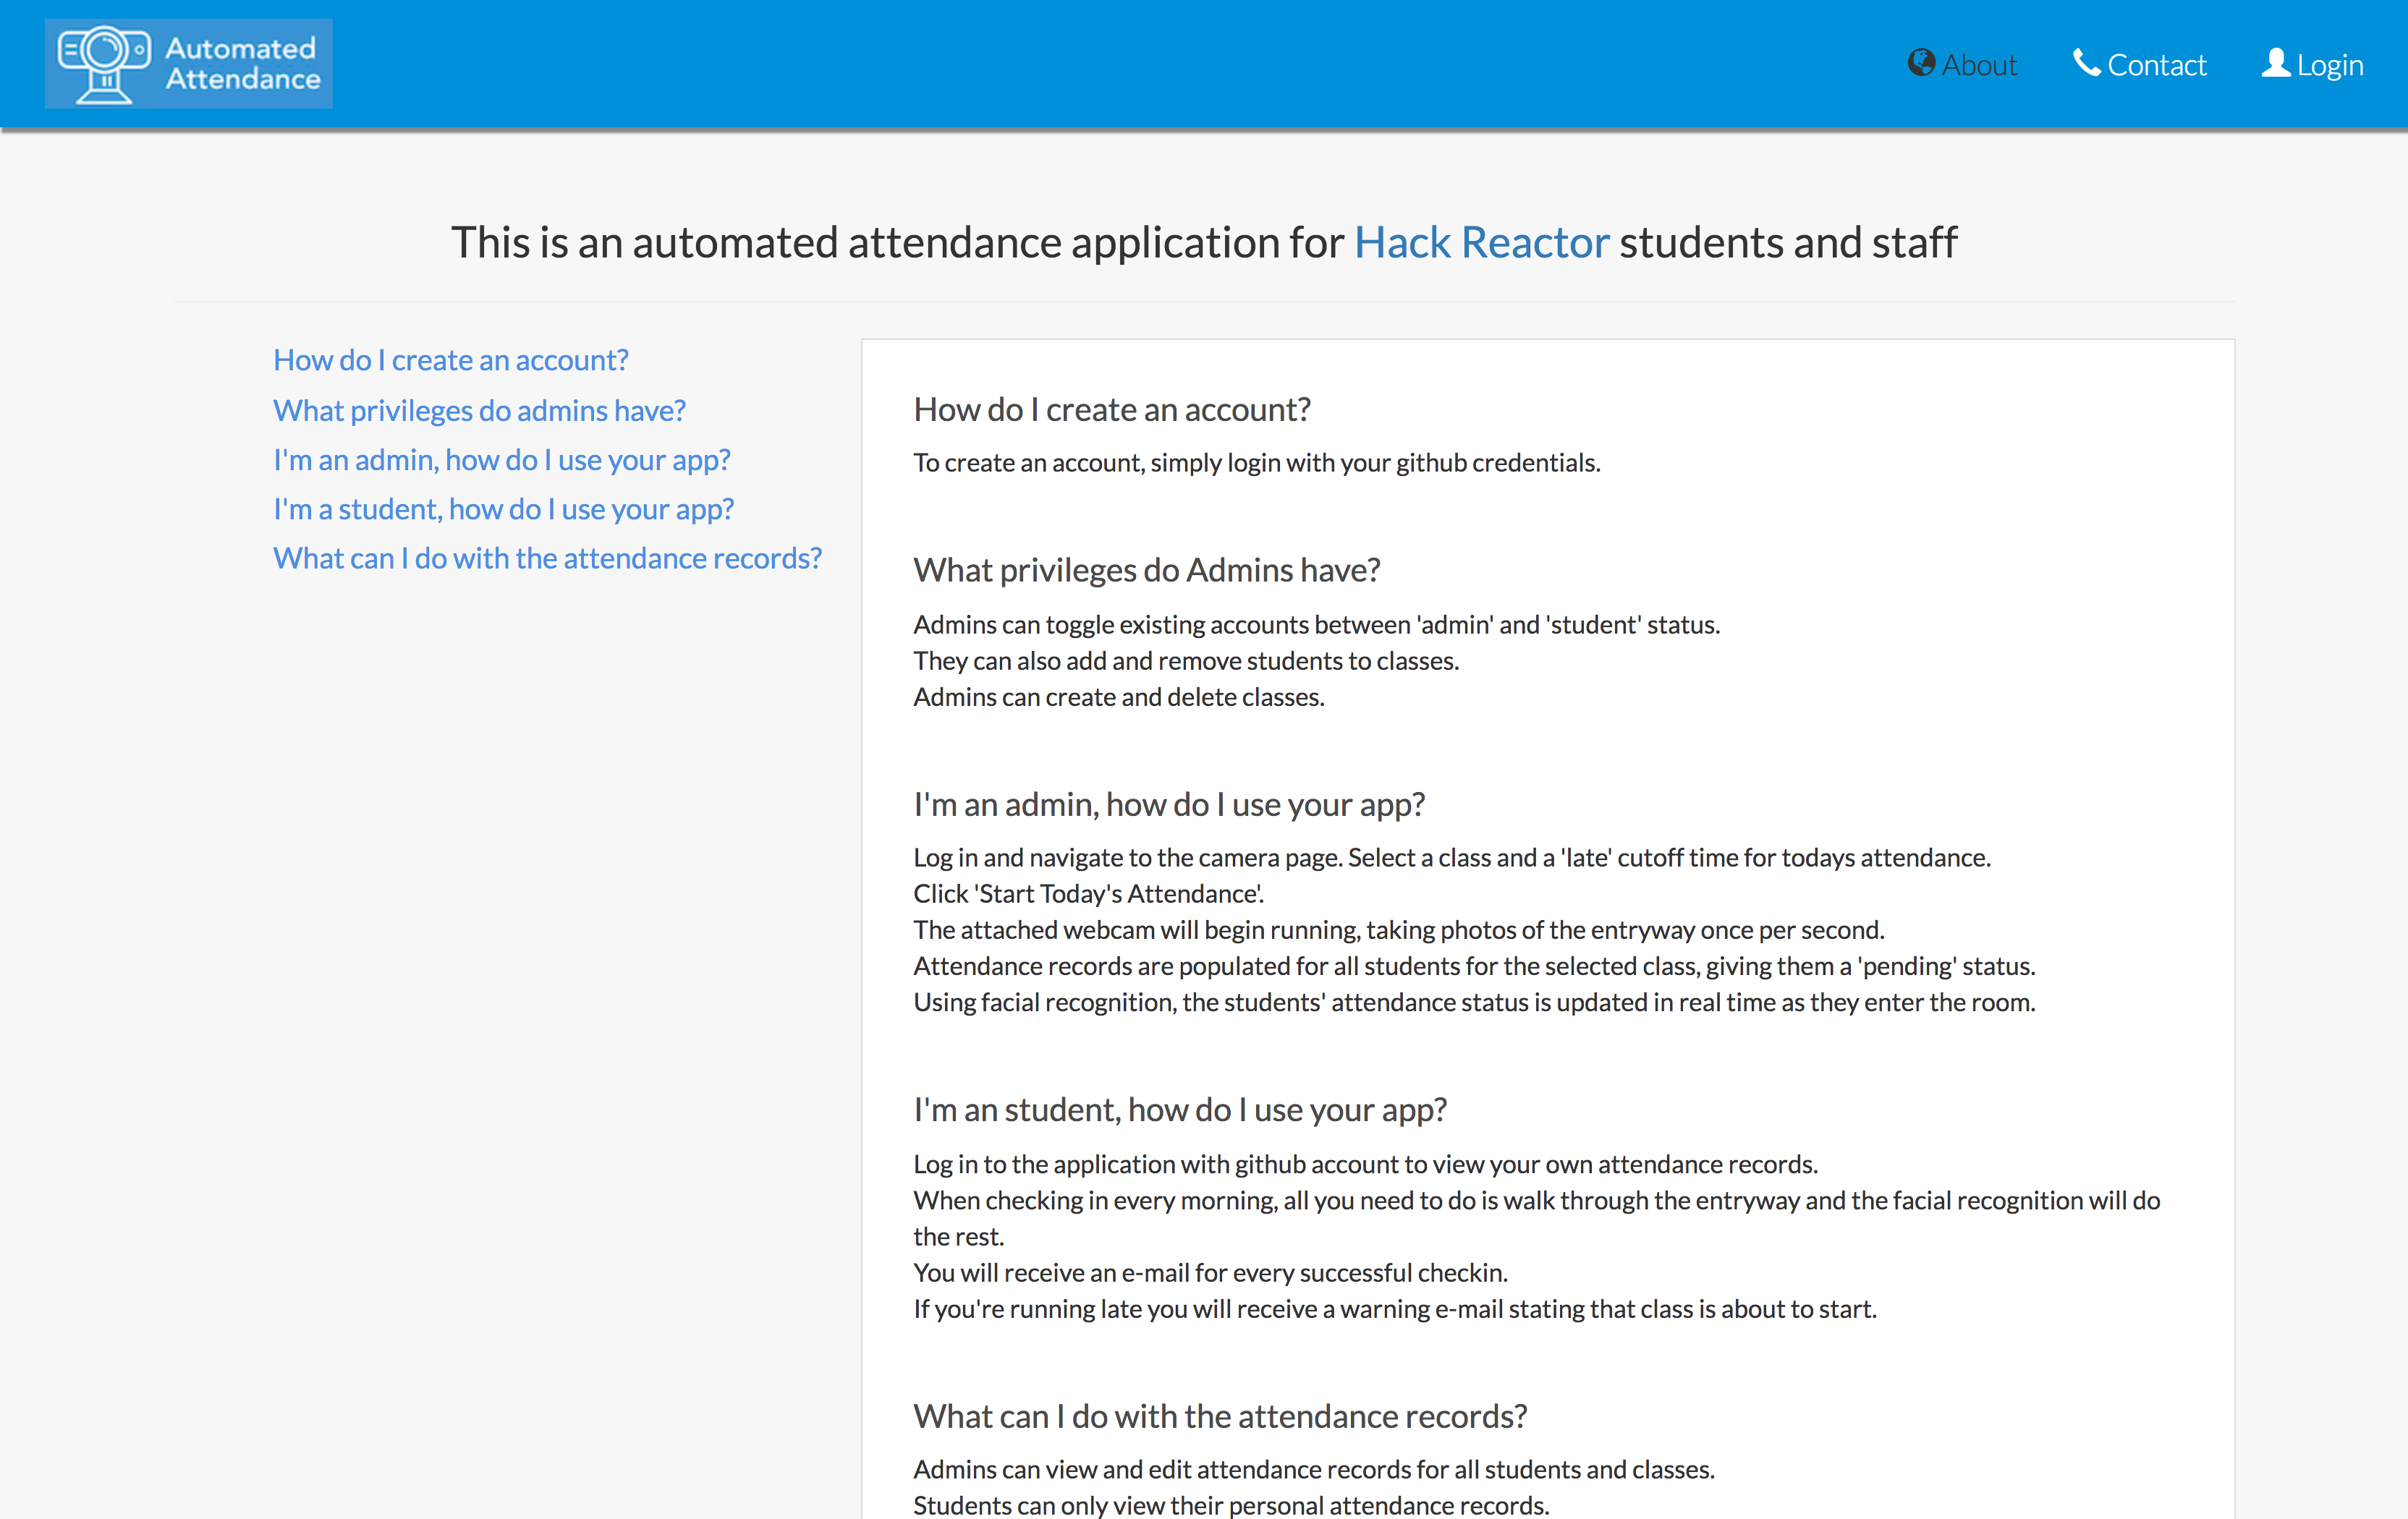 Automated
Attendance
About
Contact
Login
This is an automated attendance application for Hack Reactor students and staff
How do I create an account?
What privileges do admins have?
I'm an admin, how do I use your app?
I'm a student, how do I use your app?
What can I do with the attendance records?
How do I create an account?
To create an account, simply login with your github credentials.
What privileges do Admins have?
Admins can toggle existing accounts between 'admin' and 'student' status.
They can also add and remove students to classes.
Admins can create and delete classes.
I'm an admin, how do I use your app?
Log in and navigate to the camera page. Select a class and a 'late' cutoff time for todays attendance.
Click 'Start Today's Attendance'.
The attached webcam will begin running, taking photos of the entryway once per second.
Attendance records are populated for all students for the selected class, giving them a 'pending' status.
Using facial recognition, the students' attendance status is updated in real time as they enter the room.
I'm an student, how do I use your app?
Log in to the application with github account to view your own attendance records.
When checking in every morning, all you need to do is walk through the entryway and the facial recognition will do
the rest.
You will receive an e-mail for every successful checkin.
If you're running late you will receive a warning e-mail stating that class is about to start.
What can I do with the attendance records?
Admins can view and edit attendance records for all students and classes.
Students can only view their personal attendance records.